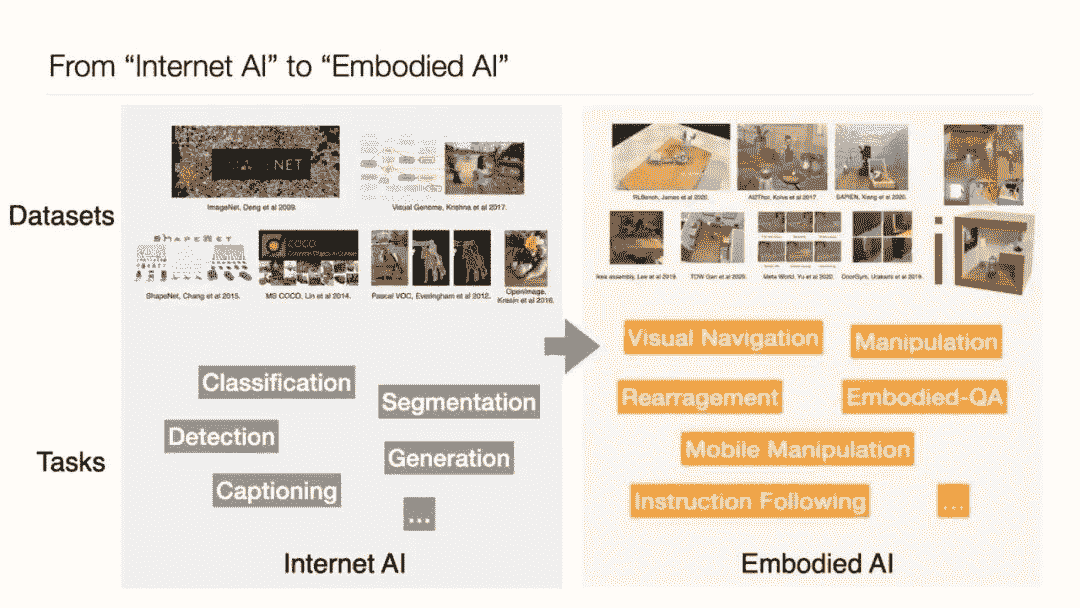 From “Internet AI” to “Embodied AI”
Datasets
NET
ImageNet, Deng et al 2009.
Visual Genome, Krishna et al 2017.
SHAPENET
COCO
Common Objects in Context
ShapeNet, Chang et al 2015.
MS COCO, Lin et al 2014.
Pascal VOC, Everingham et al 2012.
OpenImage,
Krasin et al 2016.
RLBench, James et al 2020.
AI2Thor, Kolve et al 2017
SAPIEN, Xiang et al 2020.
Ikea assembly, Lee et al 2019.
TDW Gan et al 2020.
Meta World, Yu et al 2020.
DoorGym, Urakami et al 2019.
Tasks
Classification
Segmentation
Detection
Generation
Captioning
...
Internet AI
Visual Navigation
Manipulation
Rearragement
Embodied-QA
Mobile Manipulation
Instruction Following
...
Embodied AI